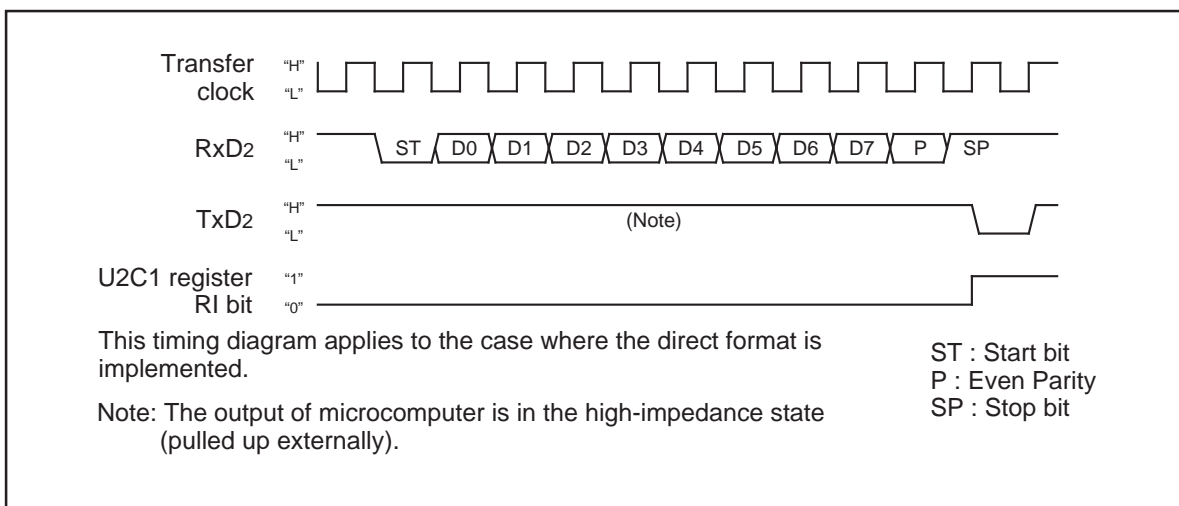 Transfer clock
“H”
“L”
RxD2
“H”
“L”
ST D0 D1 D2 D3 D4 D5 D6 D7 P SP
TxD2
“H”
“L”
(Note)
U2C1 register
RI bit
“1”
“0”
This timing diagram applies to the case where the direct format is
implemented.
Note: The output of microcomputer is in the high-impedance state
(pulled up externally).
ST : Start bit
P : Even Parity
SP : Stop bit